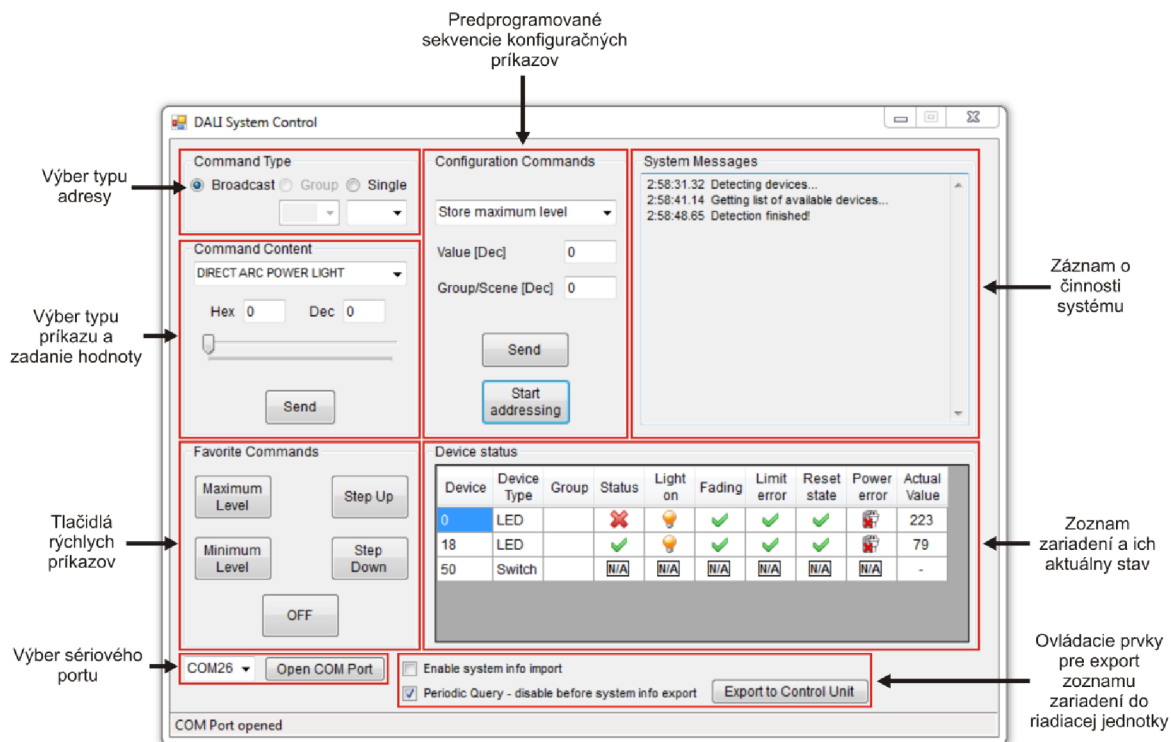 Predprogramované
sekvencie konfiguračných
príkazov
DALI System Control
Výber typu
adresy
Command Type
Broadcast Group Single
Configuration Commands
Store maximum level
Value [Dec] 0
Group/Scene [Dec] 0
Send
Start
addressing
System Messages
2:58:31.32 Detecting devices...
2:58:41.14 Getting list of available devices...
2:58:48.65 Detection finished!
Záznam o
činnosti
systému
Výber typu
príkazu a
zadanie hodnoty
Command Content
DIRECT ARC POWER LIGHT
Hex 0 Dec 0
Send
Tlačidlá
rýchlych
príkazov
Favorite Commands
Maximum
Level
Step Up
Minimum
Level
Step
Down
OFF
Device status
Device Device Type Group Status Light on Fading Limit error Reset state Power error Actual Value
0 LED 223
18 LED 79
50 Switch N/A N/A N/A N/A N/A N/A -
Zoznam
zariadení a ich
aktuálny stav
Výber sériového
portu
COM26 Open COM Port
Enable system info import
Periodic Query - disable before system info export Export to Control Unit
Ovládacie prvky
pre export
zoznamu
zariadení do
riadiacej jednotky
COM Port opened